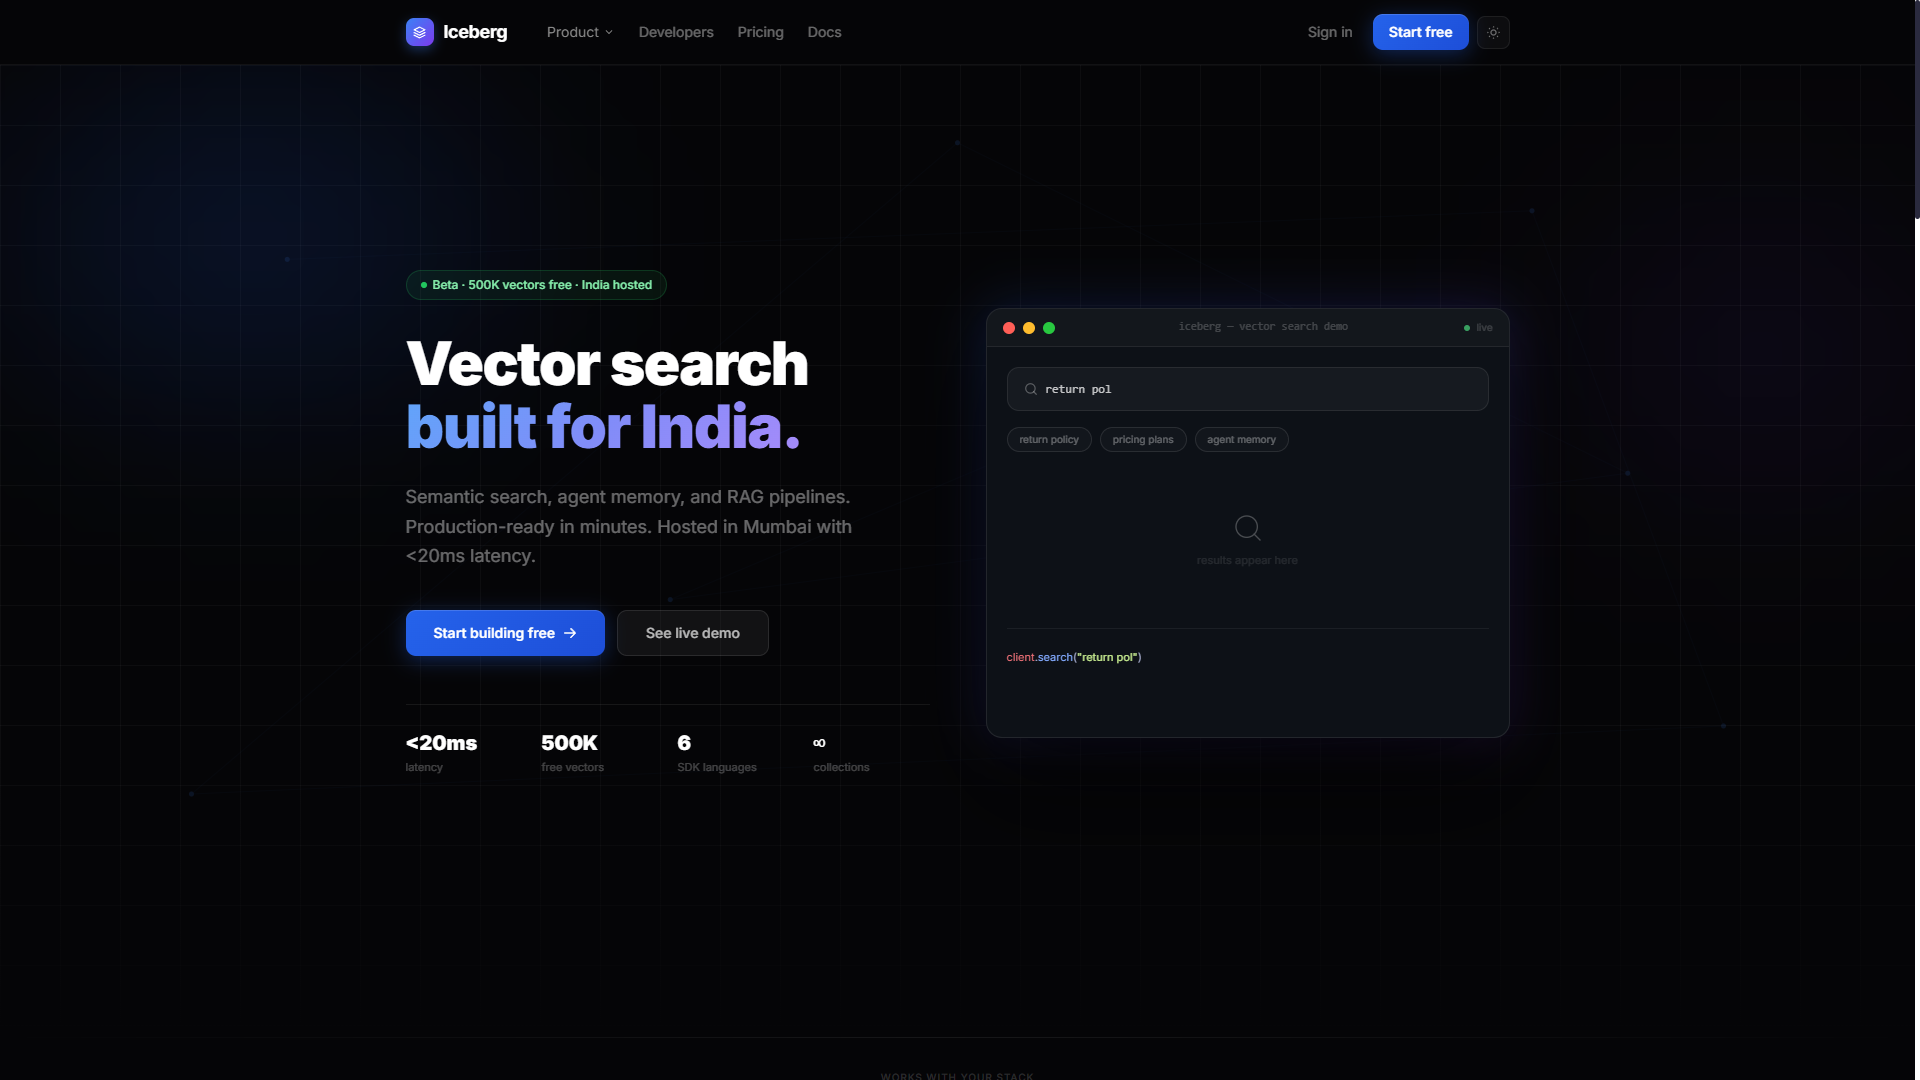 Iceberg
Product
Developers
Pricing
Docs
Sign in
Start free
Beta · 500K vectors free · India hosted
Vector search
built for India.
Semantic search, agent memory, and RAG pipelines.
Production-ready in minutes. Hosted in Mumbai with
<20ms latency.
Start building free →
See live demo
<20ms
latency
500K
free vectors
6
SDK languages
∞
collections
iceberg — vector search demo
live
return pol
return policy
pricing plans
agent memory
results appear here
client.search("return pol")
WORKS WITH YOUR STACK